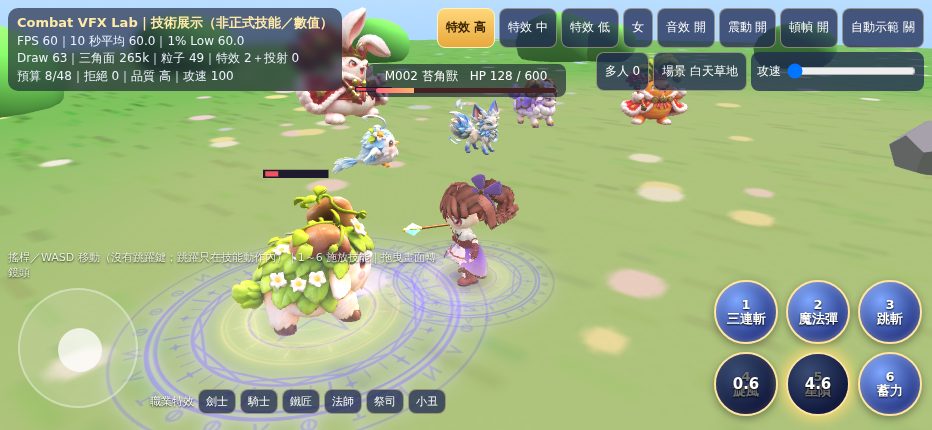 Combat VFX Lab｜技術展示（非正式技能／數值）
FPS 60｜10 秒平均 60.0｜1% Low 60.0
Draw 63｜三角面 265k｜粒子 49｜特效 2＋投射 0
預算 8/48｜拒絕 0｜品質 高｜攻速 100
特效 高
特效 中
特效 低
女
音效 開
震動 開
頓幀 開
自動示範 關
多人 0
場景 白天草地
攻速
M002 苔角獸 HP 128 / 600
搖桿／WASD 移動（沒有跳躍鍵；跳躍只在技能動作內）｜1–6 施放技能｜拖曳畫面轉
鏡頭
1
三連斬
2
魔法彈
3
跳斬
4
0.6
旋風
5
4.6
星隕
6
蓄力
職業特效
劍士
騎士
鐵匠
法師
祭司
小丑